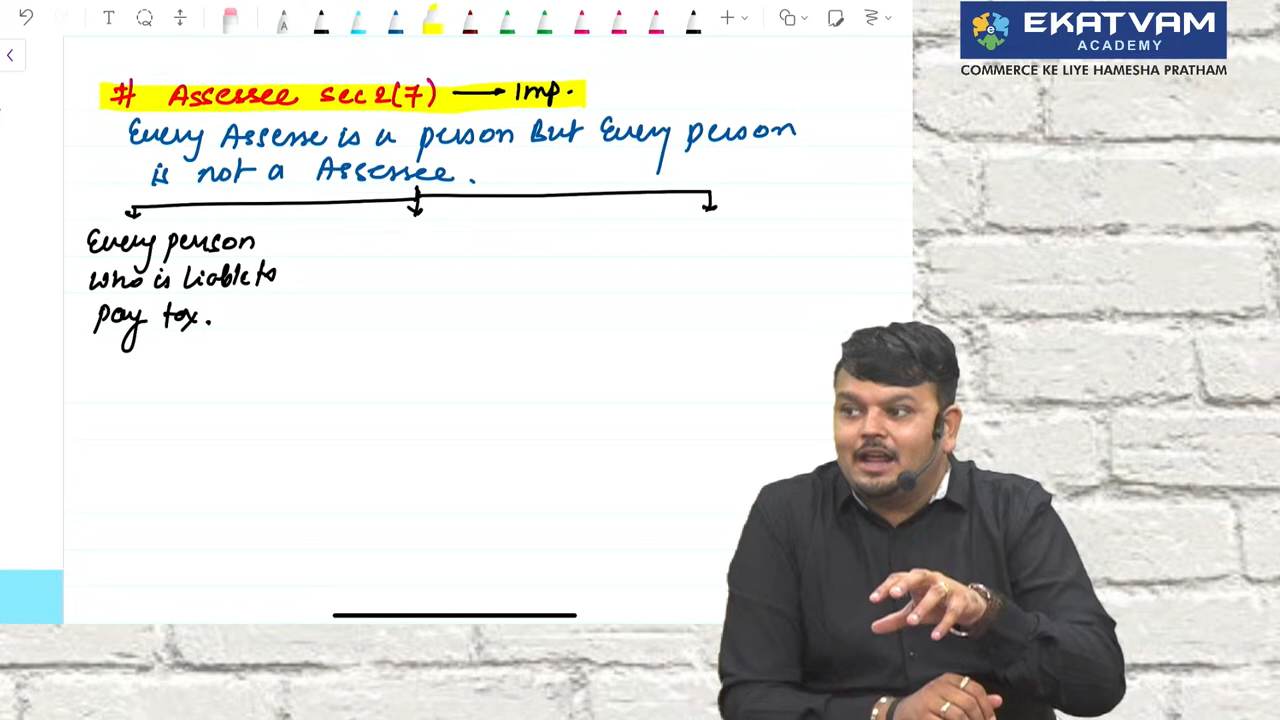 EKATVAM
ACADEMY
COMMERCE KE LIYE HAMESHA PRATHAM
# Assessee sec 2(7) → Imp.
Every Assesse is a person But Every person
is not a Assessee.
Every person
who is liable to
pay tax.